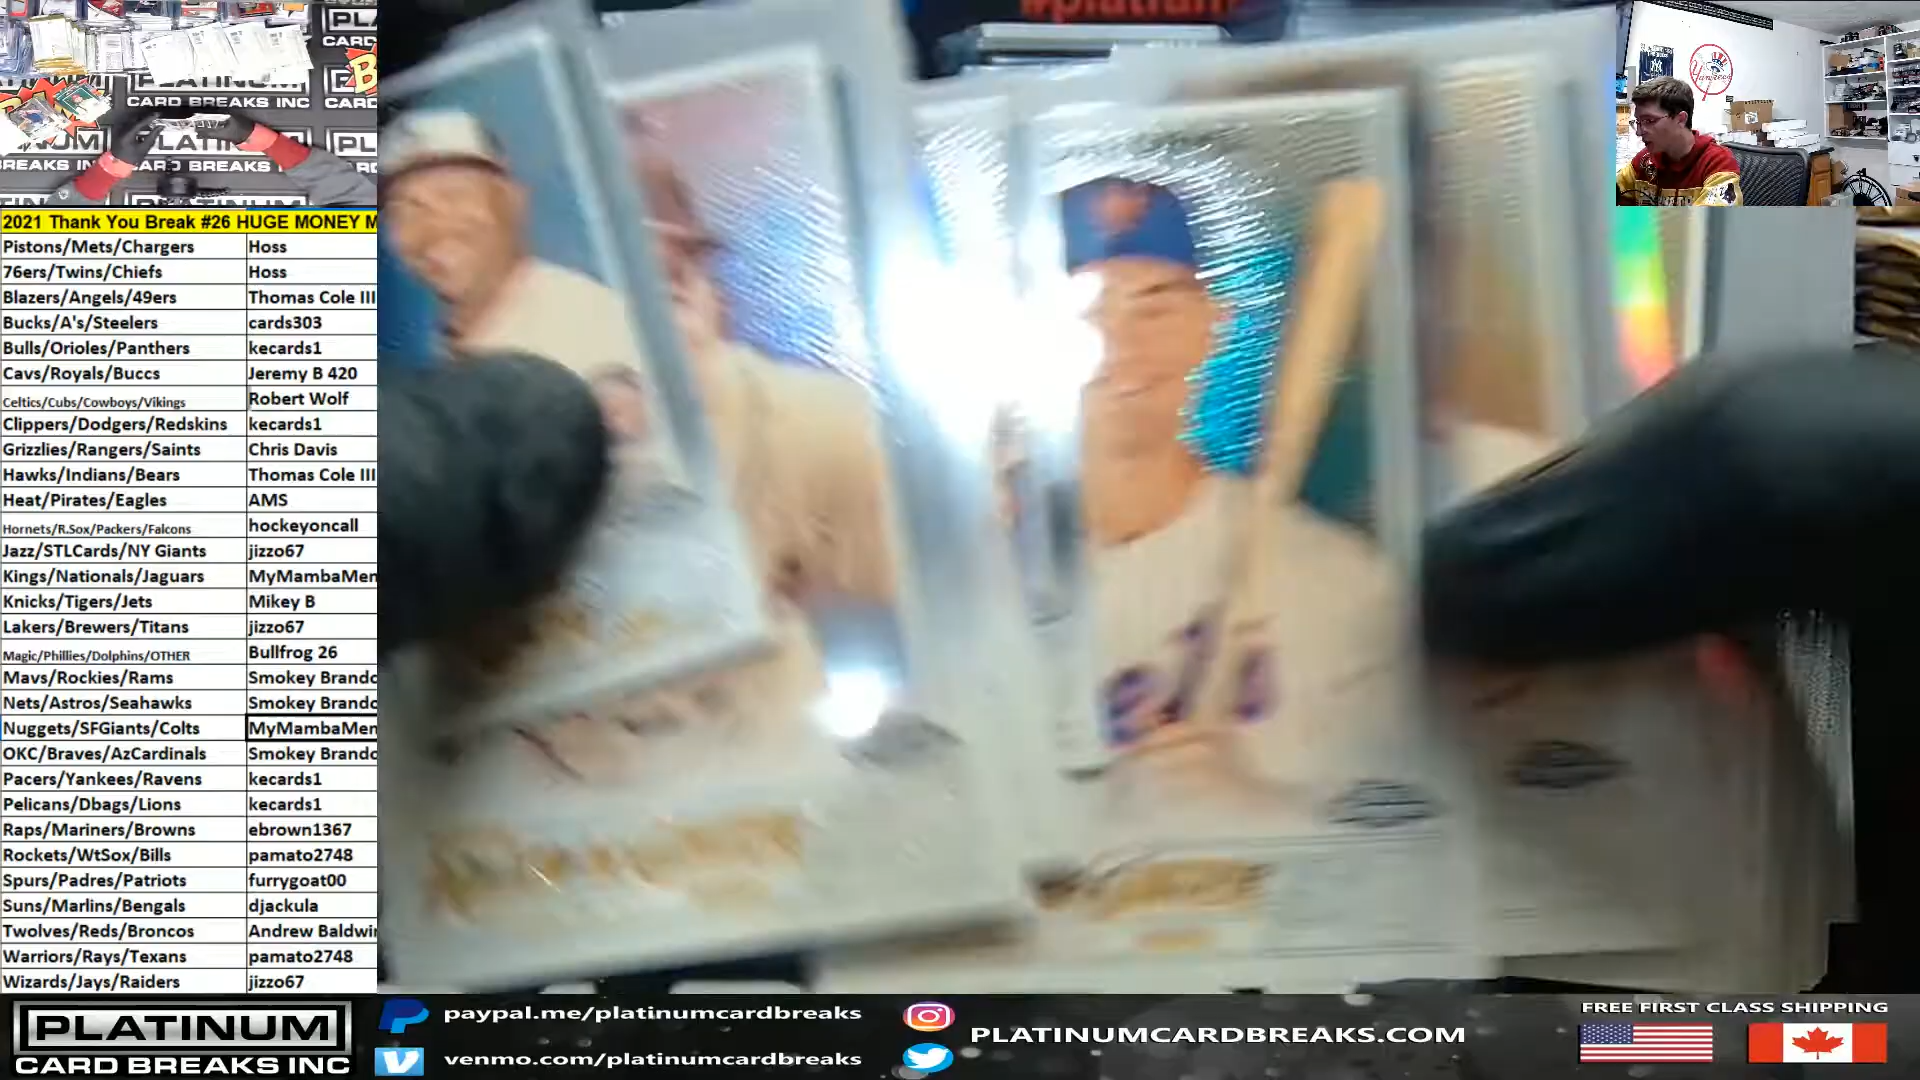 PLATINUM
CARD BREAKS INC
2021 Thank You Break #26 HUGE MONEY M
Pistons/Mets/Chargers Hoss
76ers/Twins/Chiefs Hoss
Blazers/Angels/49ers Thomas Cole III
Bucks/A's/Steelers cards303
Bulls/Orioles/Panthers kecards1
Cavs/Royals/Buccs Jeremy B 420
Celtics/Cubs/Cowboys/Vikings Robert Wolf
Clippers/Dodgers/Redskins kecards1
Grizzlies/Rangers/Saints Chris Davis
Hawks/Indians/Bears Thomas Cole III
Heat/Pirates/Eagles AMS
Hornets/R.Sox/Packers/Falcons hockeyoncall
Jazz/STLCards/NY Giants jizzo67
Kings/Nationals/Jaguars MyMambaMen
Knicks/Tigers/Jets Mikey B
Lakers/Brewers/Titans jizzo67
Magic/Phillies/Dolphins/OTHER Bullfrog 26
Mavs/Rockies/Rams Smokey Brando
Nets/Astros/Seahawks Smokey Brando
Nuggets/SFGiants/Colts MyMambaMen
OKC/Braves/AzCardinals Smokey Brando
Pacers/Yankees/Ravens kecards1
Pelicans/Dbags/Lions kecards1
Raps/Mariners/Browns ebrown1367
Rockets/WtSox/Bills pamato2748
Spurs/Padres/Patriots furrygoat00
Suns/Marlins/Bengals djackula
Twolves/Reds/Broncos Andrew Baldwin
Warriors/Rays/Texans pamato2748
Wizards/Jays/Raiders jizzo67
PLATINUM
CARD BREAKS INC
paypal.me/platinumcardbreaks
venmo.com/platinumcardbreaks
PLATINUMCARDBREAKS.COM
FREE FIRST CLASS SHIPPING